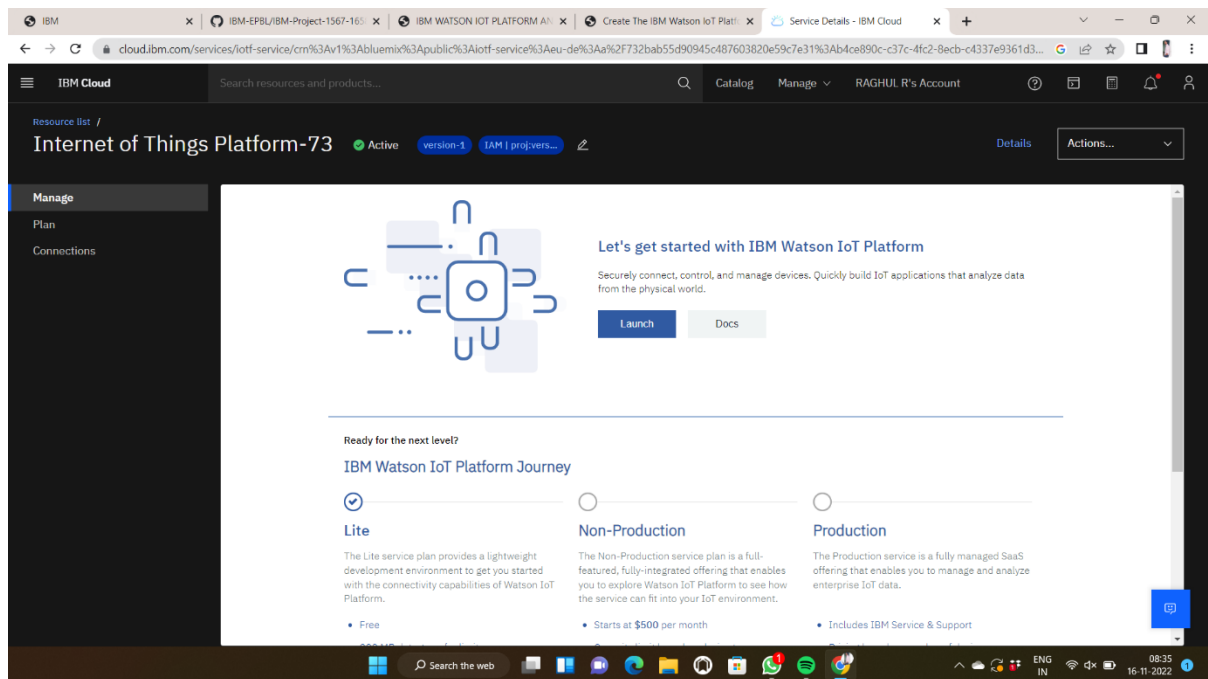 IBM
IBM-EPBL/IBM-Project-1567-165
IBM WATSON IOT PLATFORM AN
Create The IBM Watson IoT Platf
Service Details - IBM Cloud
cloud.ibm.com/services/iotf-service/crn%3Av1%3Abluemix%3Apublic%3Aiotf-service%3Aeu-de%3Aa%2F732bab55d90945c487603820e59c7e31%3Ab4ce890c-c37c-4fc2-8ecb-c4337e9361d3...
IBM Cloud
Search resources and products...
Catalog
Manage
RAGHUL R's Account
Resource list /
Internet of Things Platform-73
Active
version-1
IAM | proj:vers...
Details
Actions...
Manage
Plan
Connections
Let's get started with IBM Watson IoT Platform
Securely connect, control, and manage devices. Quickly build IoT applications that analyze data
from the physical world.
Launch
Docs
Ready for the next level?
IBM Watson IoT Platform Journey
Lite
The Lite service plan provides a lightweight
development environment to get you started
with the connectivity capabilities of Watson IoT
Platform.
• Free
Non-Production
The Non-Production service plan is a full-
featured, fully-integrated offering that enables
you to explore Watson IoT Platform to see how
the service can fit into your IoT environment.
• Starts at $500 per month
Production
The Production service is a fully managed SaaS
offering that enables you to manage and analyze
enterprise IoT data.
• Includes IBM Service & Support
Search the web
ENG
IN
08:35
16-11-2022
1